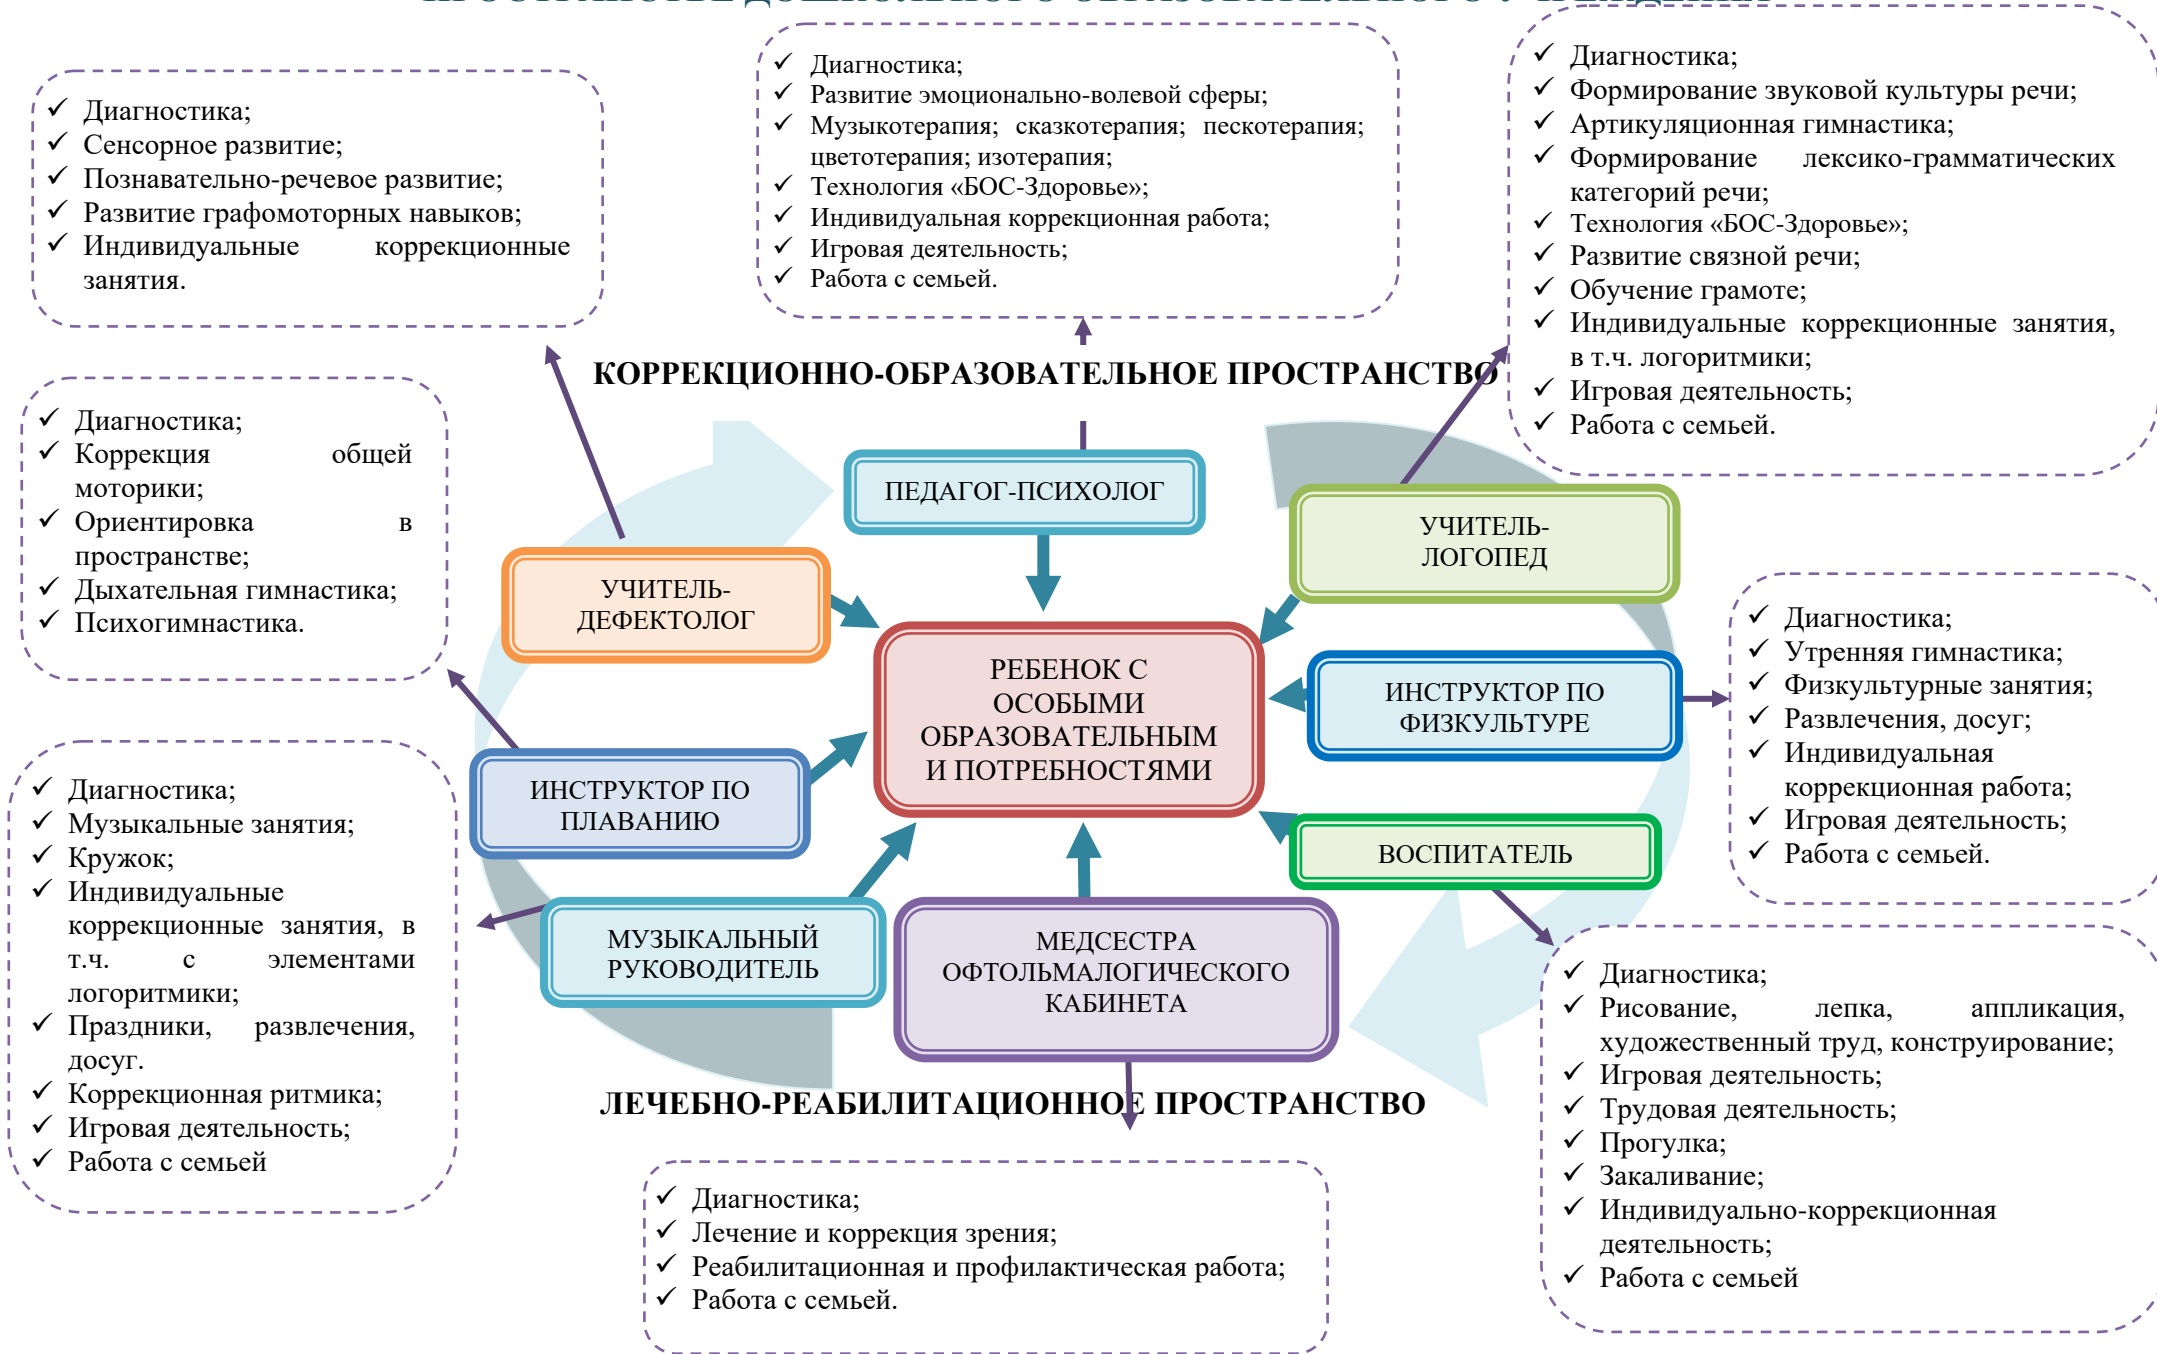 ПРОСТРАНСТВЕ ДОШКОЛЬНОГО ОБРАЗОВАТЕЛЬНОГО УЧРЕЖДЕНИЯ
✓ Диагностика;
✓ Сенсорное развитие;
✓ Познавательно-речевое развитие;
✓ Развитие графомоторных навыков;
✓ Индивидуальные коррекционные
занятия.
✓ Диагностика;
✓ Развитие эмоционально-волевой сферы;
✓ Музыкотерапия; сказкотерапия; пескотерапия;
цветотерапия; изотерапия;
✓ Технология «БОС-Здоровье»;
✓ Индивидуальная коррекционная работа;
✓ Игровая деятельность;
✓ Работа с семьей.
✓ Диагностика;
✓ Формирование звуковой культуры речи;
✓ Артикуляционная гимнастика;
✓ Формирование лексико-грамматических
категорий речи;
✓ Технология «БОС-Здоровье»;
✓ Развитие связной речи;
✓ Обучение грамоте;
✓ Индивидуальные коррекционные занятия,
в т.ч. логоритмики;
✓ Игровая деятельность;
✓ Работа с семьей.
КОРРЕКЦИОННО-ОБРАЗОВАТЕЛЬНОЕ ПРОСТРАНСТВО
✓ Диагностика;
✓ Коррекция общей
моторики;
✓ Ориентировка в
пространстве;
✓ Дыхательная гимнастика;
✓ Психогимнастика.
ПЕДАГОГ-ПСИХОЛОГ
УЧИТЕЛЬ-
ЛОГОПЕД
УЧИТЕЛЬ-
ДЕФЕКТОЛОГ
РЕБЕНОК С
ОСОБЫМИ
ОБРАЗОВАТЕЛЬНЫМ
И ПОТРЕБНОСТЯМИ
ИНСТРУКТОР ПО
ФИЗКУЛЬТУРЕ
✓ Диагностика;
✓ Утренняя гимнастика;
✓ Физкультурные занятия;
✓ Развлечения, досуг;
✓ Индивидуальная
коррекционная работа;
✓ Игровая деятельность;
✓ Работа с семьей.
ИНСТРУКТОР ПО
ПЛАВАНИЮ
ВОСПИТАТЕЛЬ
✓ Диагностика;
✓ Музыкальные занятия;
✓ Кружок;
✓ Индивидуальные
коррекционные занятия, в
т.ч. с элементами
логоритмики;
✓ Праздники, развлечения,
досуг.
✓ Коррекционная ритмика;
✓ Игровая деятельность;
✓ Работа с семьей
МУЗЫКАЛЬНЫЙ
РУКОВОДИТЕЛЬ
МЕДСЕСТРА
ОФТОЛЬМАЛОГИЧЕСКОГО
КАБИНЕТА
✓ Диагностика;
✓ Рисование, лепка, аппликация,
художественный труд, конструирование;
✓ Игровая деятельность;
✓ Трудовая деятельность;
✓ Прогулка;
✓ Закаливание;
✓ Индивидуально-коррекционная
деятельность;
✓ Работа с семьей
ЛЕЧЕБНО-РЕАБИЛИТАЦИОННОЕ ПРОСТРАНСТВО
✓ Диагностика;
✓ Лечение и коррекция зрения;
✓ Реабилитационная и профилактическая работа;
✓ Работа с семьей.